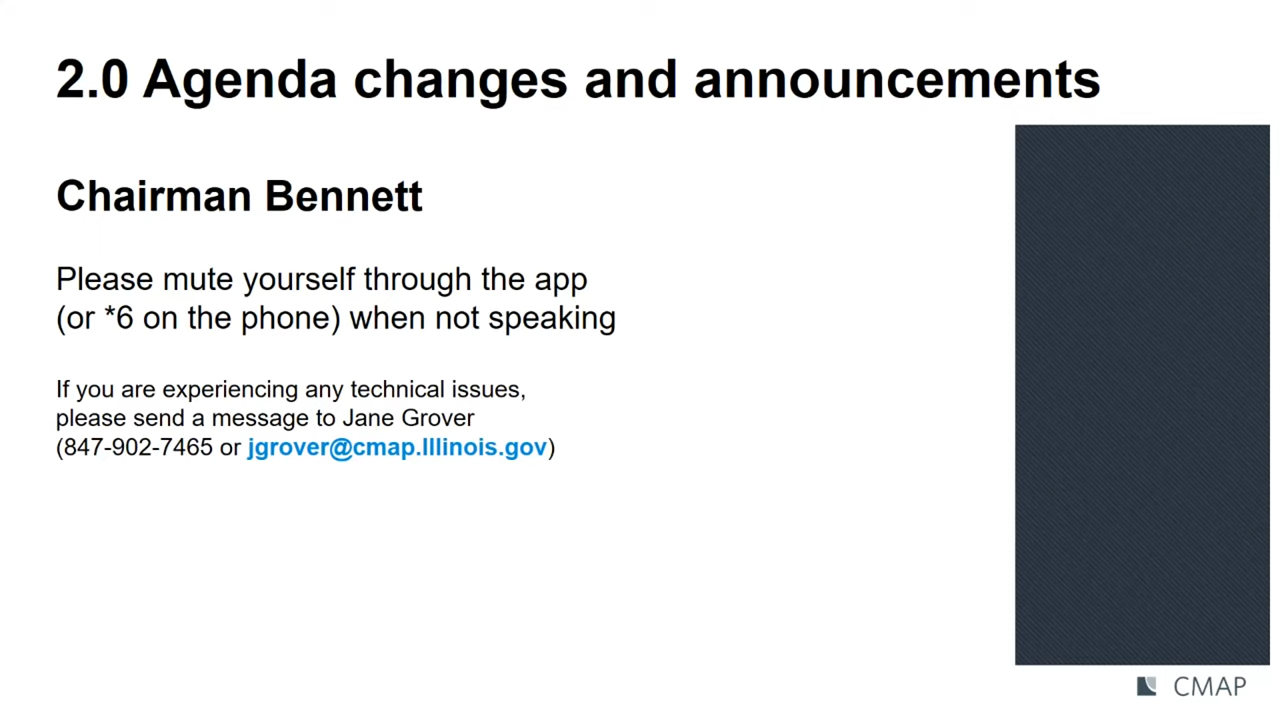 2.0 Agenda changes and announcements
Chairman Bennett
Please mute yourself through the app
(or *6 on the phone) when not speaking
If you are experiencing any technical issues,
please send a message to Jane Grover
(847-902-7465 or jgrover@cmap.Illinois.gov)
CMAP